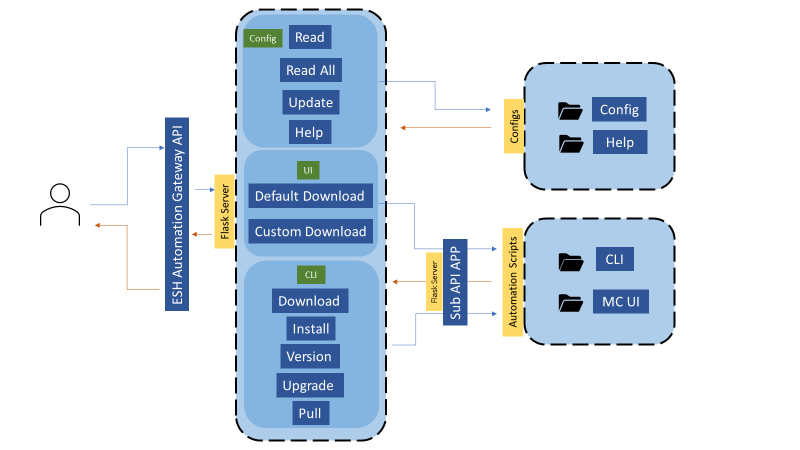 ESH Automation Gateway API
Flask Server
Config
Read
Read All
Update
Help
UI
Default Download
Custom Download
CLI
Download
Install
Version
Upgrade
Pull
Flask Server
Sub API APP
Configs
Config
Help
Automation Scripts
CLI
MC UI